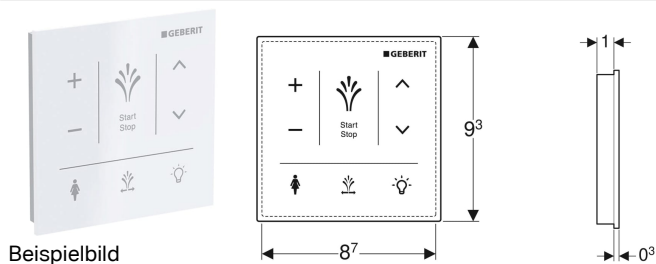 ■GEBERIT
+
Start
Stop
−
Beispielbild
■GEBERIT
+
Start
Stop
−
9³
8⁷
1
0³